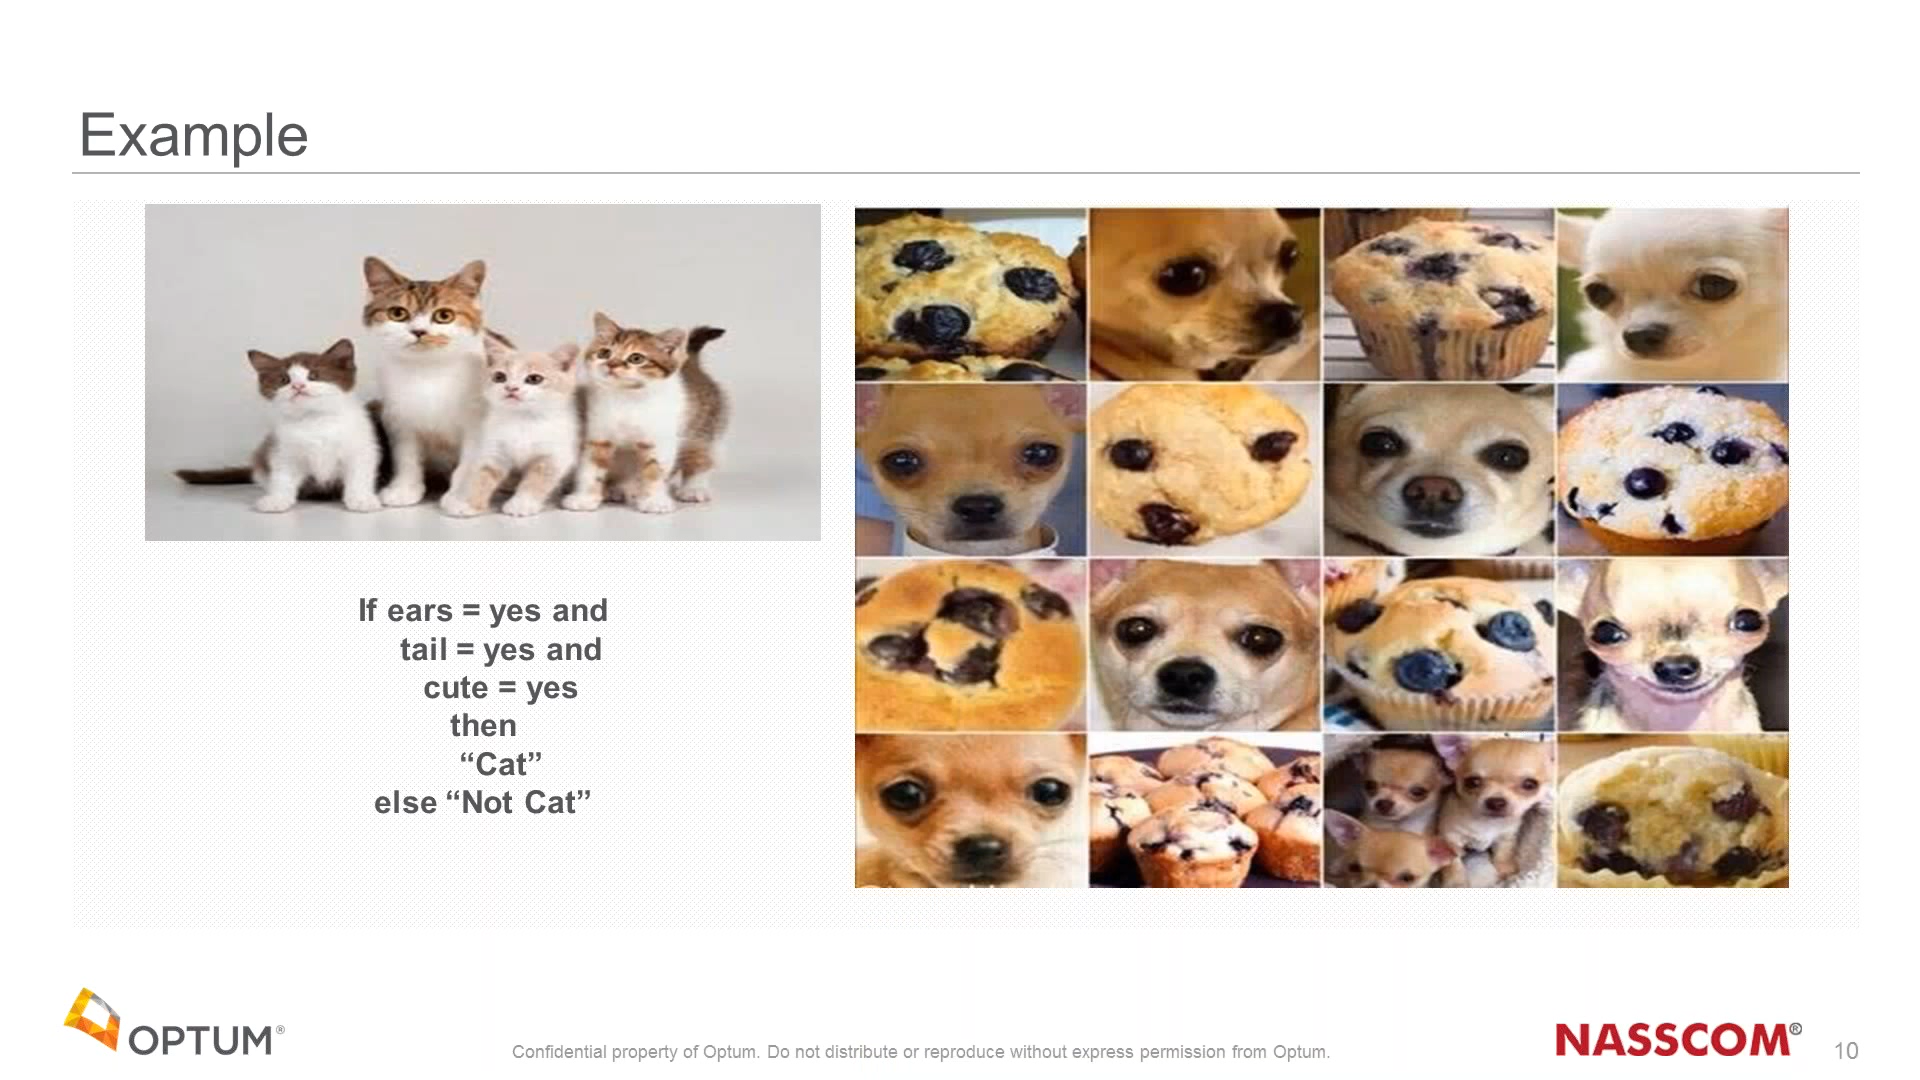 Example
If ears = yes and
tail = yes and
cute = yes
then
“Cat”
else “Not Cat”
OPTUM®
Confidential property of Optum. Do not distribute or reproduce without express permission from Optum.
NASSCOM®
10